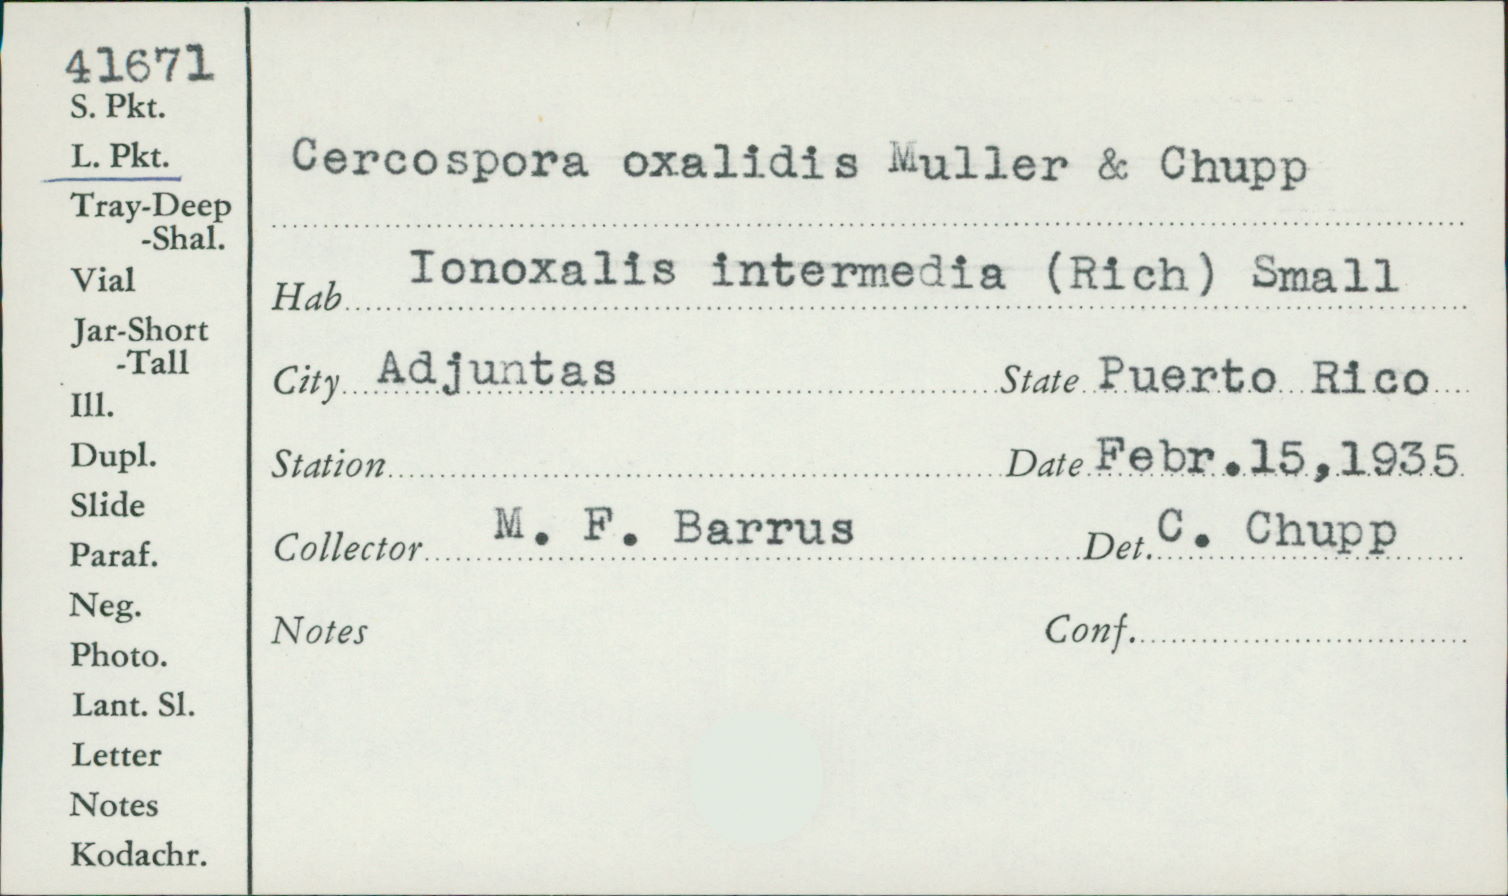 41671
S. Pkt.
L. Pkt.
Tray-Deep
-Shal.
Vial
Jar-Short
-Tall
Ill.
Dupl.
Slide
Paraf.
Neg.
Photo.
Lant. Sl.
Letter
Notes
Kodachr.
Cercospora oxalidis Muller & Chupp
Hab Ionoxalis intermedia (Rich) Small
City Adjuntas State Puerto Rico
Station Date Febr.15,1935
Collector M. F. Barrus Det. C. Chupp
Notes Conf.